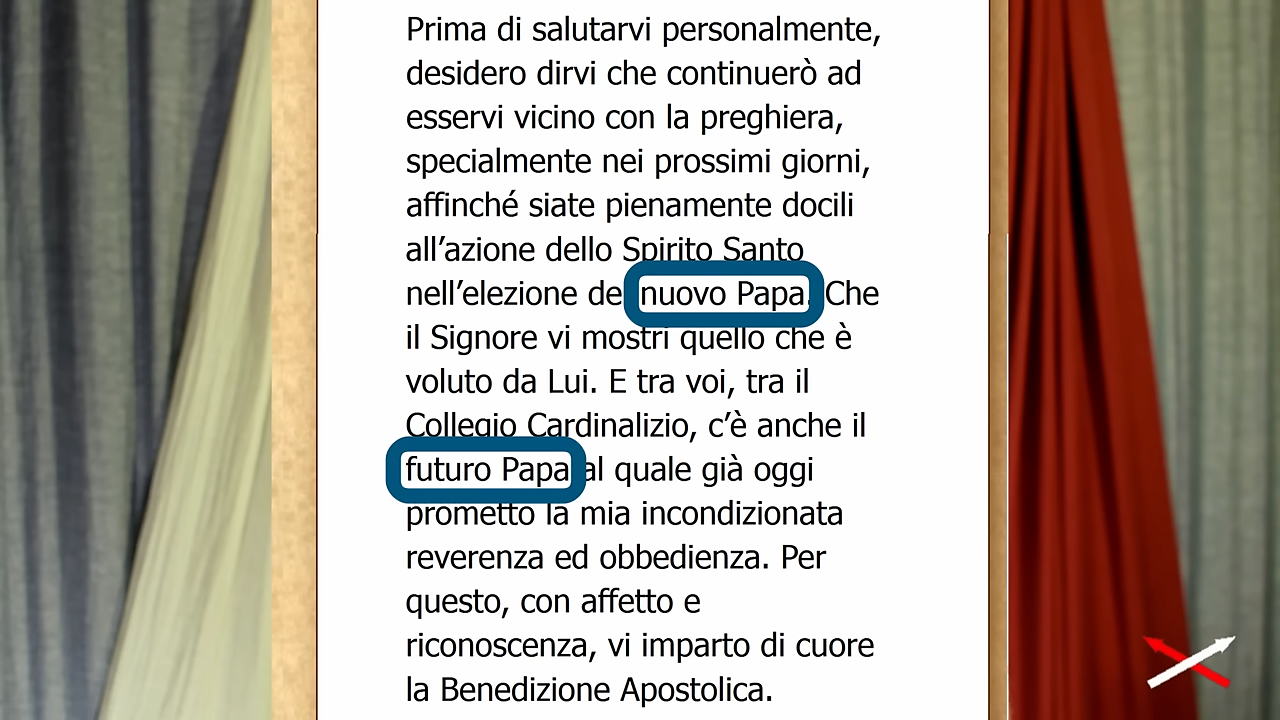 Prima di salutarvi personalmente,
desidero dirvi che continuerò ad
esservi vicino con la preghiera,
specialmente nei prossimi giorni,
affinché siate pienamente docili
all’azione dello Spirito Santo
nell’elezione del nuovo Papa. Che
il Signore vi mostri quello che è
voluto da Lui. E tra voi, tra il
Collegio Cardinalizio, c’è anche il
futuro Papa al quale già oggi
prometto la mia incondizionata
reverenza ed obbedienza. Per
questo, con affetto e
riconoscenza, vi imparto di cuore
la Benedizione Apostolica.